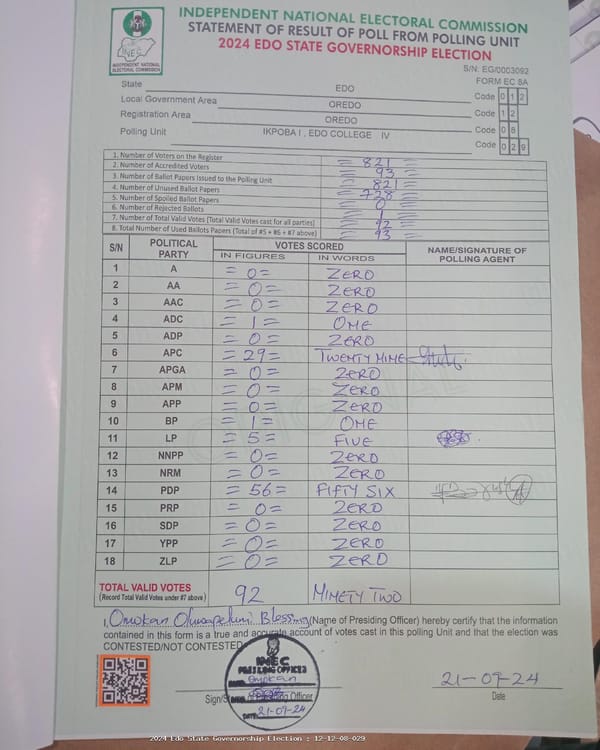 INDEPENDENT NATIONAL ELECTORAL COMMISSION
STATEMENT OF RESULT OF POLL FROM POLLING UNIT
2024 EDO STATE GOVERNORSHIP ELECTION
INEC
INDEPENDENT NATIONAL
ELECTORAL COMMISSION
S/N: EG/0003092
FORM EC 8A
State EDO Code 0 1 2
Local Government Area OREDO Code 1 2
Registration Area OREDO Code 0 8
Polling Unit IKPOBA I , EDO COLLEGE IV Code 0 2 9
1. Number of Voters on the Register = 821 =
2. Number of Accredited Voters = 93 =
3. Number of Ballot Papers Issued to the Polling Unit = 821 =
4. Number of Unused Ballot Papers = 728 =
5. Number of Spoiled Ballot Papers = 0 =
6. Number of Rejected Ballots = 1 =
7. Number of Total Valid Votes (Total Valid Votes cast for all parties) = 92 =
8. Total Number of Used Ballots Papers (Total of #5 + #6 + #7 above) = 93 =
S/N POLITICAL PARTY VOTES SCORED NAME/SIGNATURE OF POLLING AGENT
IN FIGURES IN WORDS
1 A = 0 = ZERO
2 AA = 0 = ZERO
3 AAC = 0 = ZERO
4 ADC = 1 = ONE
5 ADP = 0 = ZERO
6 APC = 29 = TWENTY NINE
7 APGA = 0 = ZERO
8 APM = 0 = ZERO
9 APP = 0 = ZERO
10 BP = 1 = ONE
11 LP = 5 = FIVE
12 NNPP = 0 = ZERO
13 NRM = 0 = ZERO
14 PDP = 56 = FIFTY SIX
15 PRP = 0 = ZERO
16 SDP = 0 = ZERO
17 YPP = 0 = ZERO
18 ZLP = 0 = ZERO
TOTAL VALID VOTES 92 NINETY TWO
(Record Total Valid Votes under #7 above)
I, Omokan Oluwapelumi Blessing (Name of Presiding Officer) hereby certify that the information
contained in this form is a true and accurate account of votes cast in this polling Unit and that the election was
CONTESTED/NOT CONTESTED
INEC
PRESIDING OFFICER
Omokan
DATE: 21-09-24
Officer
21-09-24
Date
2024 Edo State Governorship Election : 12-12-08-029